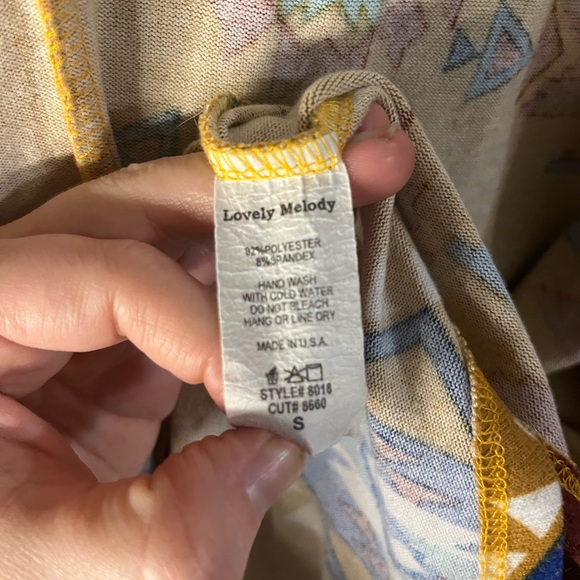 Lovely Melody
92%POLYESTER
8%SPANDEX
HAND WASH
WITH COLD WATER
DO NOT BLEACH
HANG OR LINE DRY
MADE IN U.S.A.
STYLE# 8018
CUT# 8660
S